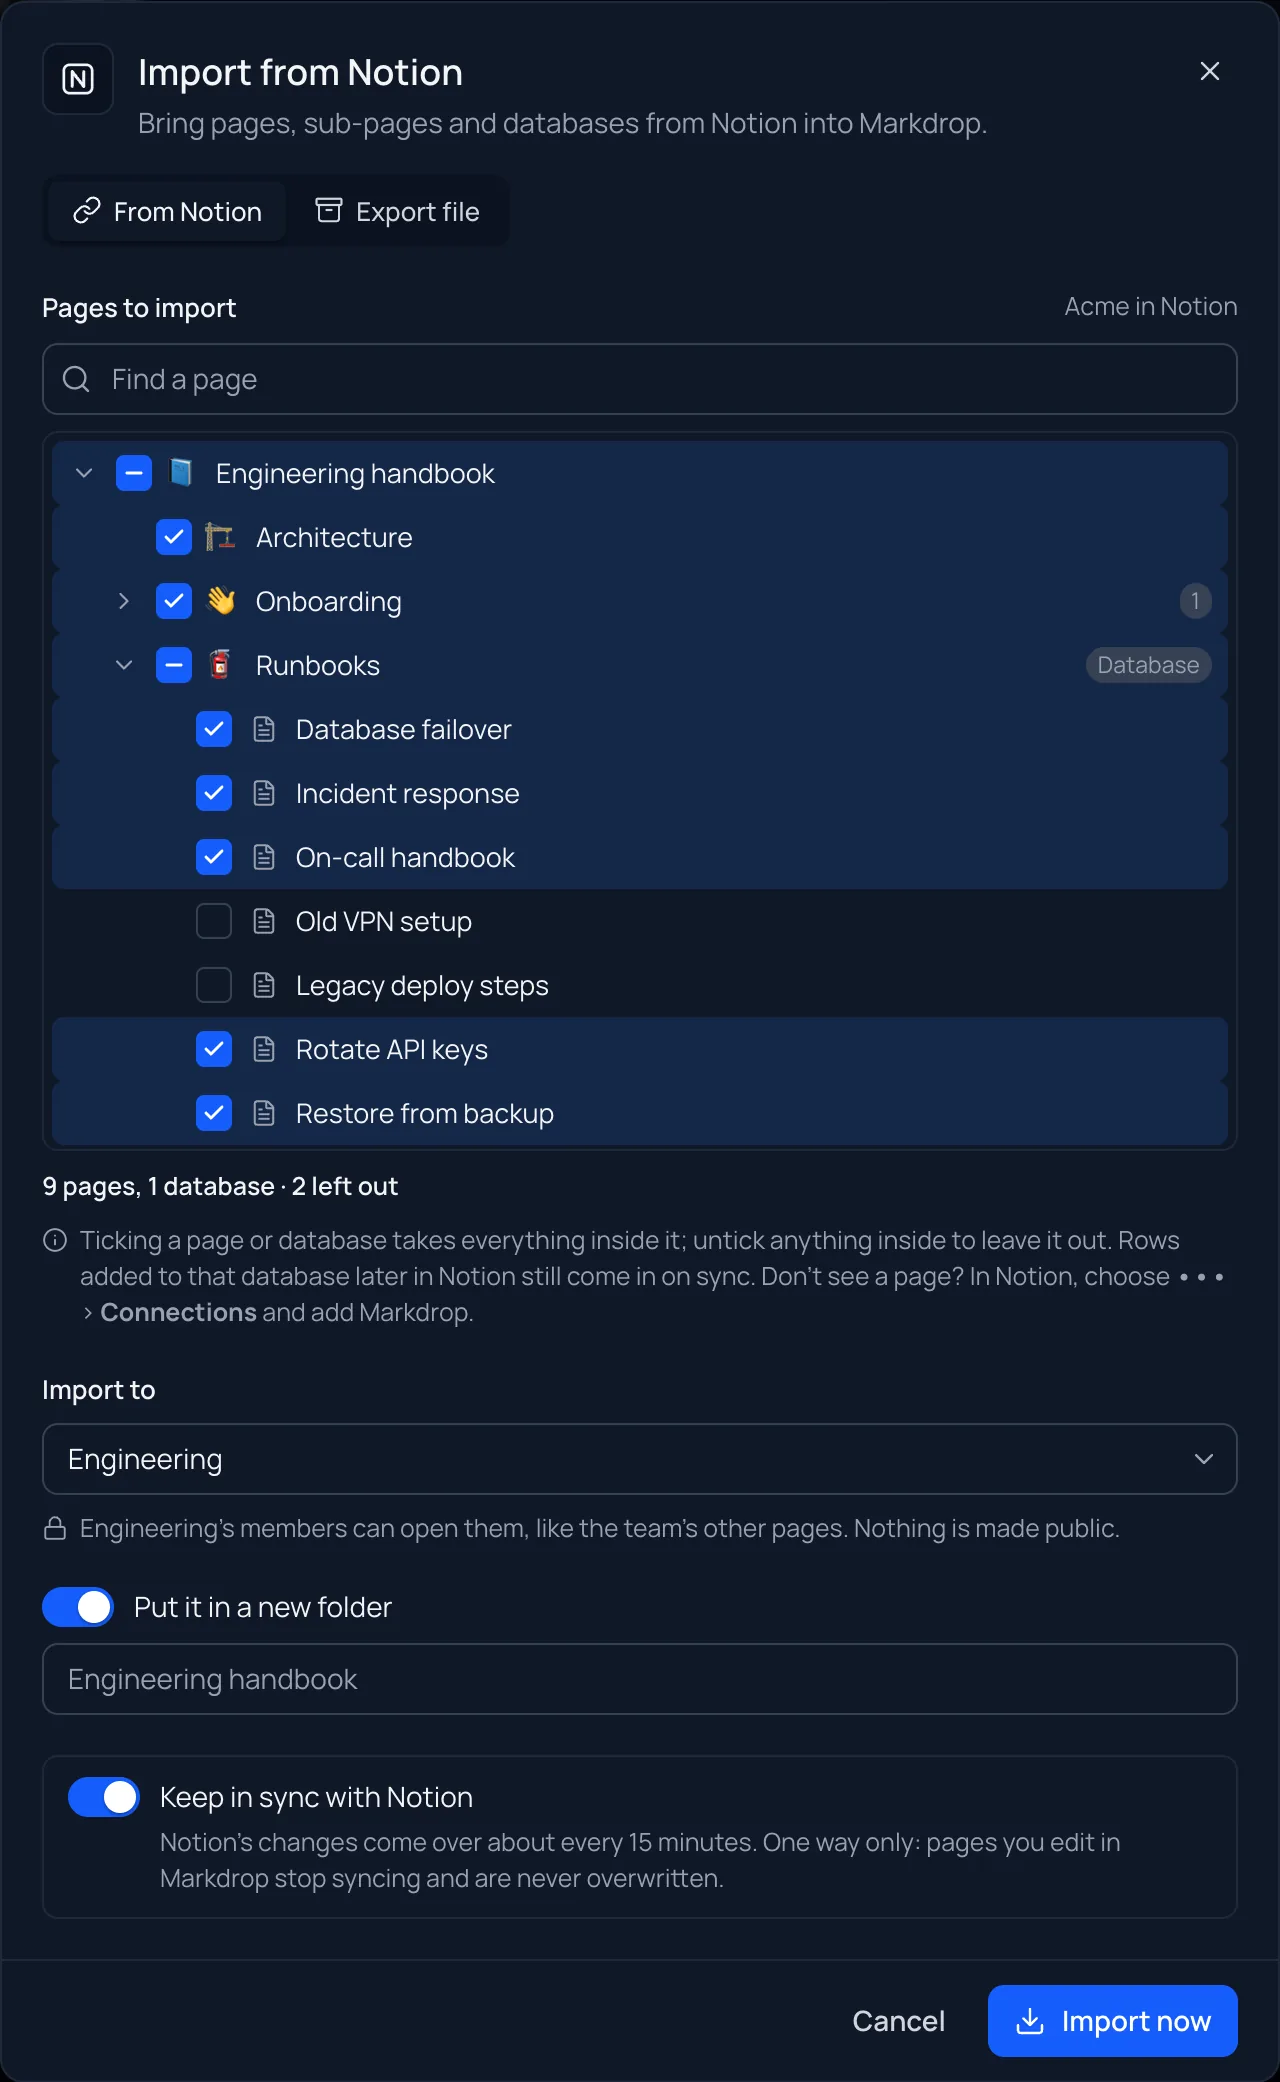 Import from Notion
Bring pages, sub-pages and databases from Notion into Markdrop.
From Notion
Export file
Pages to import
Acme in Notion
Find a page
Engineering handbook
Architecture
Onboarding
1
Runbooks
Database
Database failover
Incident response
On-call handbook
Old VPN setup
Legacy deploy steps
Rotate API keys
Restore from backup
9 pages, 1 database · 2 left out
Ticking a page or database takes everything inside it; untick anything inside to leave it out. Rows
added to that database later in Notion still come in on sync. Don’t see a page? In Notion, choose •••
› Connections and add Markdrop.
Import to
Engineering
Engineering’s members can open them, like the team’s other pages. Nothing is made public.
Put it in a new folder
Engineering handbook
Keep in sync with Notion
Notion’s changes come over about every 15 minutes. One way only: pages you edit in
Markdrop stop syncing and are never overwritten.
Cancel
Import now